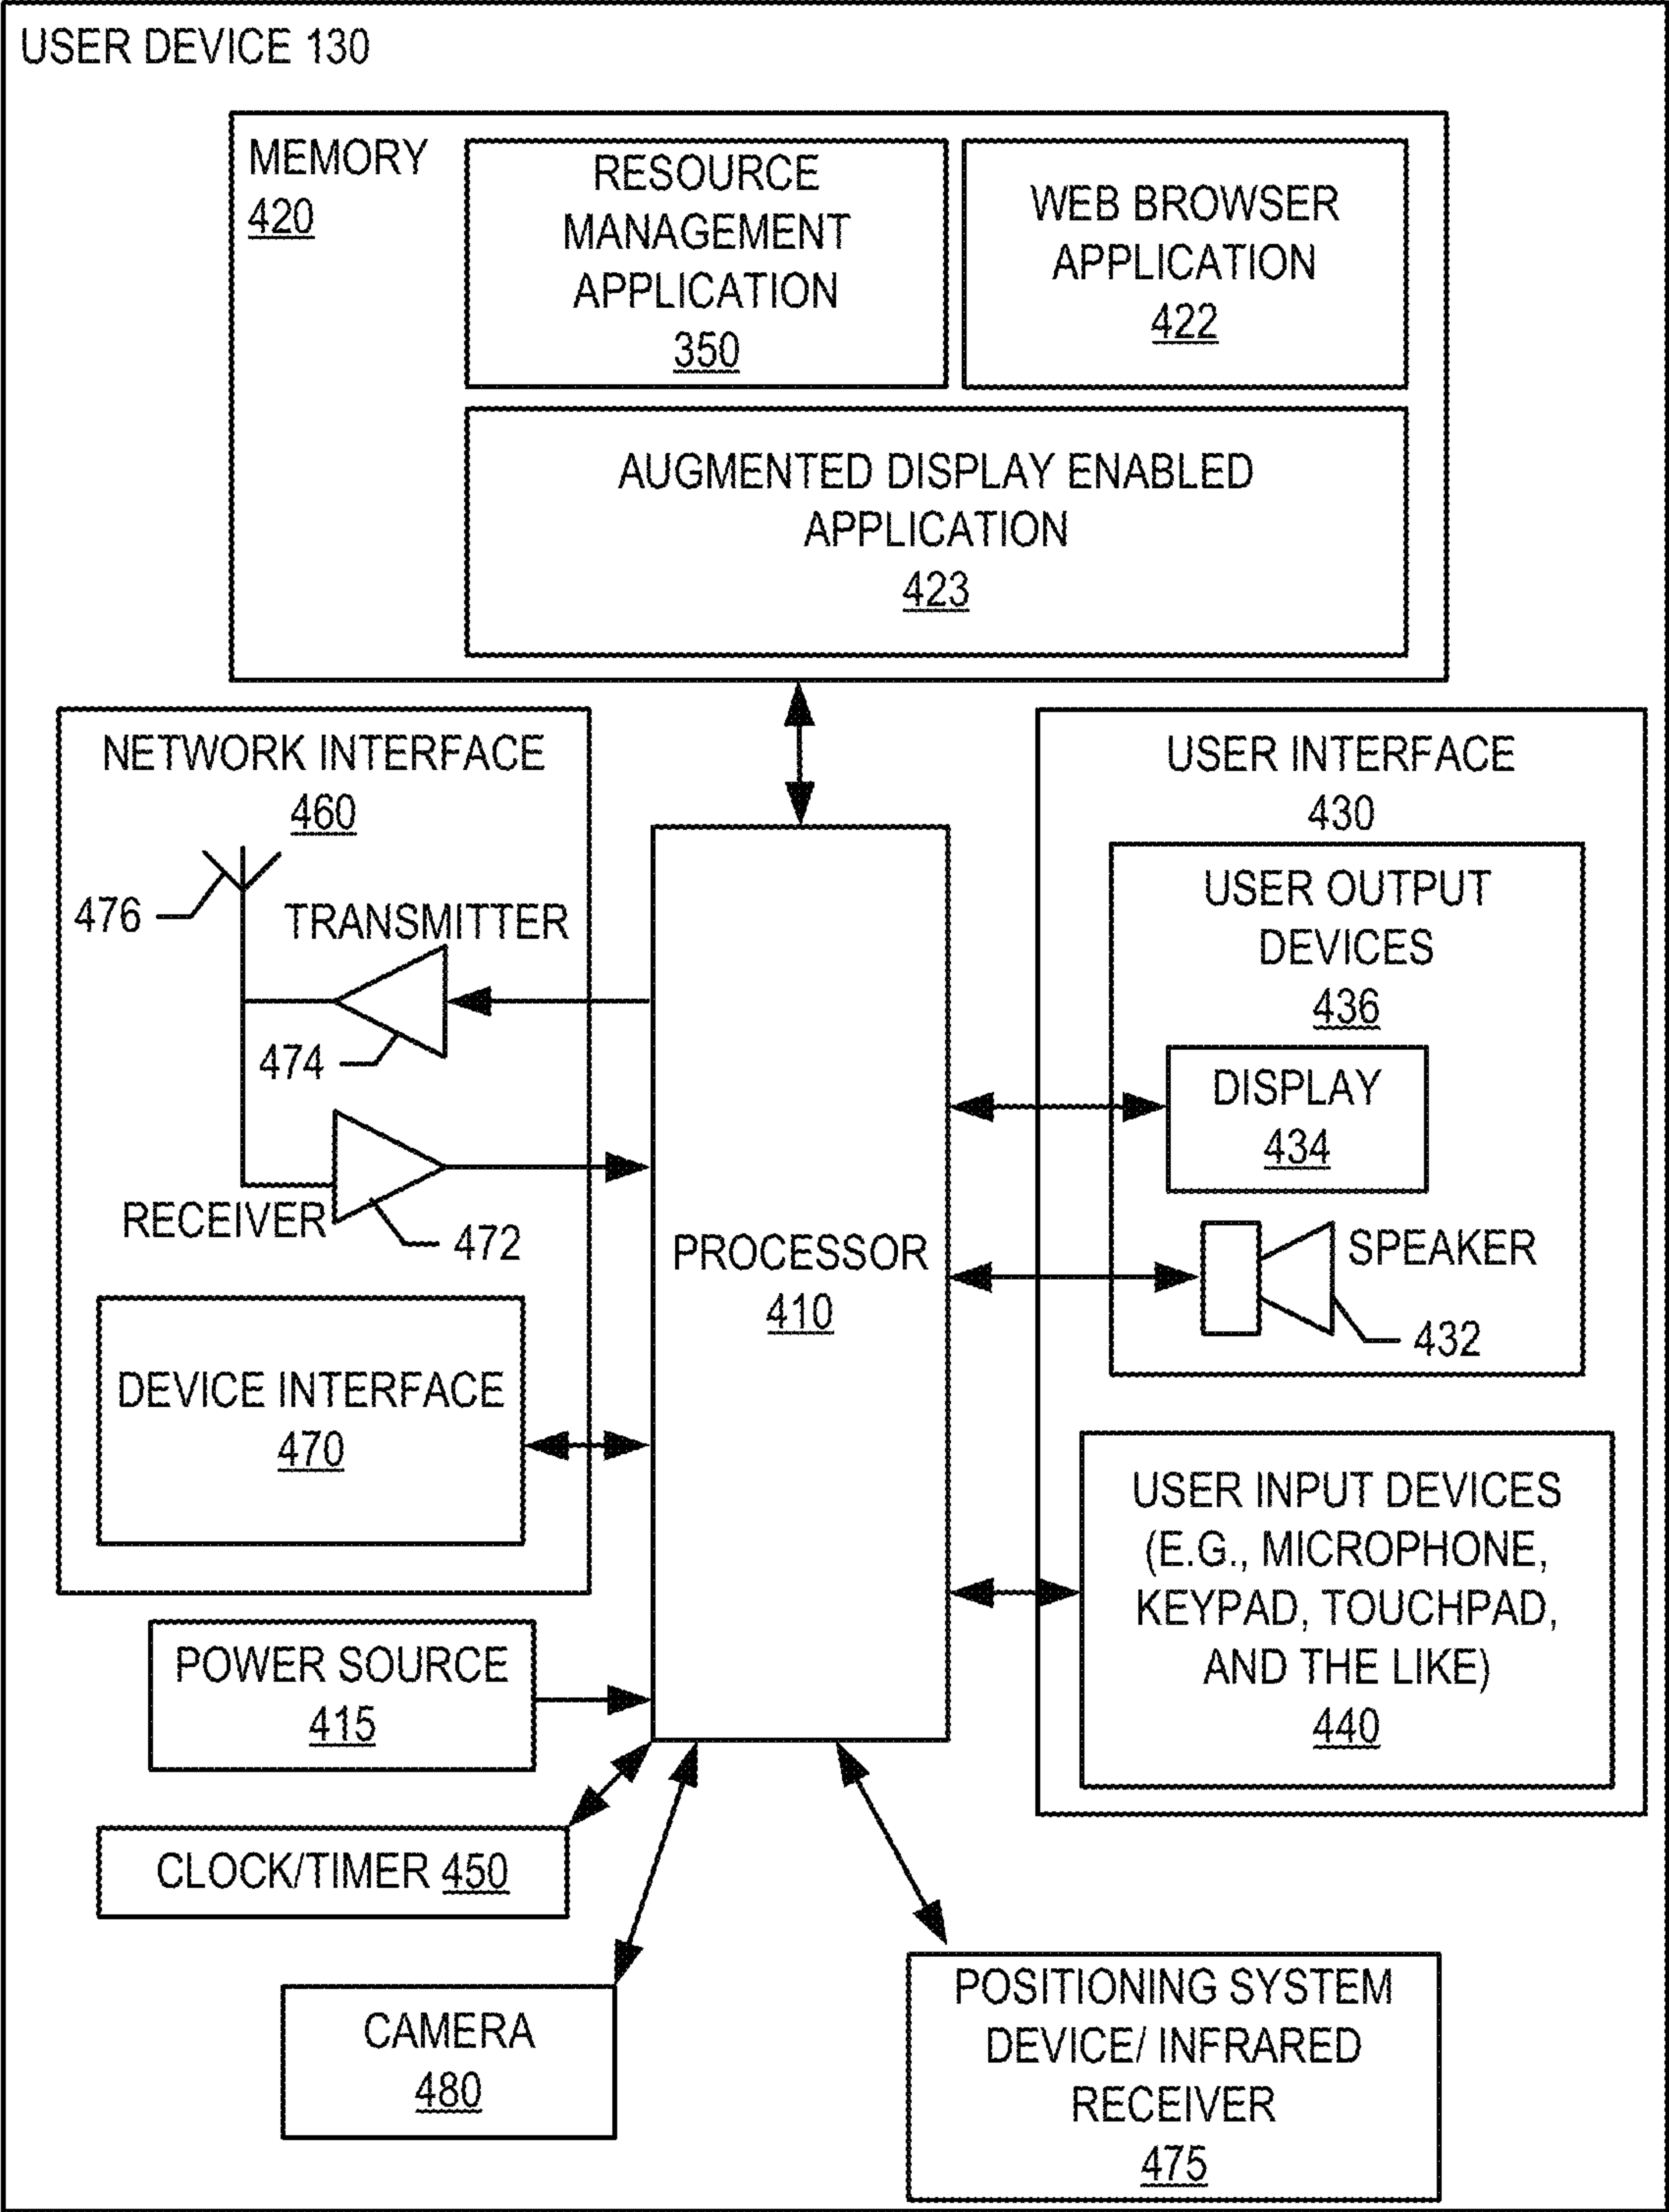 USER DEVICE 130
MEMORY
420
RESOURCE
MANAGEMENT
APPLICATION
350
WEB BROWSER
APPLICATION
422
AUGMENTED DISPLAY ENABLED
APPLICATION
423
NETWORK INTERFACE
460
476
TRANSMITTER
474
RECEIVER
472
DEVICE INTERFACE
470
PROCESSOR
410
USER INTERFACE
430
USER OUTPUT
DEVICES
436
DISPLAY
434
SPEAKER
432
USER INPUT DEVICES
(E.G., MICROPHONE,
KEYPAD, TOUCHPAD,
AND THE LIKE)
440
POWER SOURCE
415
CLOCK/TIMER 450
CAMERA
480
POSITIONING SYSTEM
DEVICE/ INFRARED
RECEIVER
475